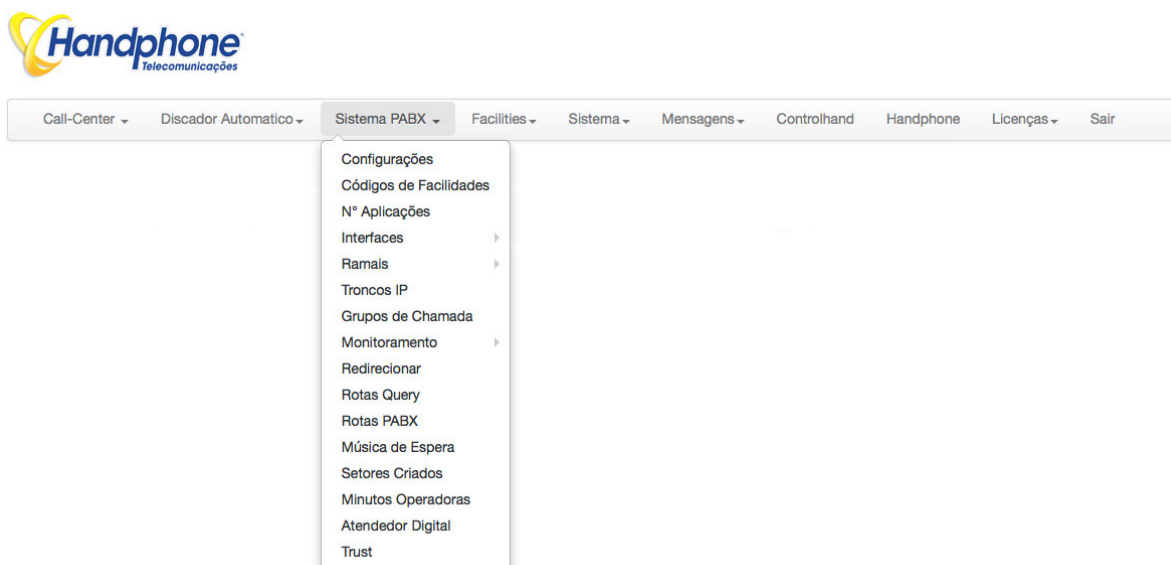 Handphone
Telecomunicações
Call-Center Discador Automatico Sistema PABX Facilities Sistema Mensagens Controlhand Handphone Licenças Sair
Configurações
Códigos de Facilidades
Nº Aplicações
Interfaces
Ramais
Troncos IP
Grupos de Chamada
Monitoramento
Redirecionar
Rotas Query
Rotas PABX
Música de Espera
Setores Criados
Minutos Operadoras
Atendedor Digital
Trust